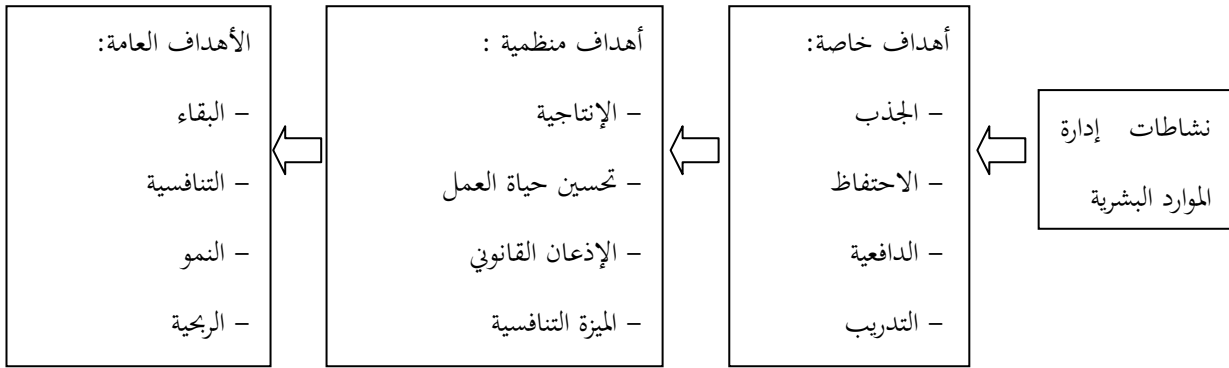 نشاطات إدارة
الموارد البشرية
أهداف خاصة:
– الجذب
– الاحتفاظ
– الدافعية
– التدريب
أهداف منظمية :
– الإنتاجية
– تحسين حياة العمل
– الإذعان القانوني
– الميزة التنافسية
الأهداف العامة:
– البقاء
– التنافسية
– النمو
– الربحية